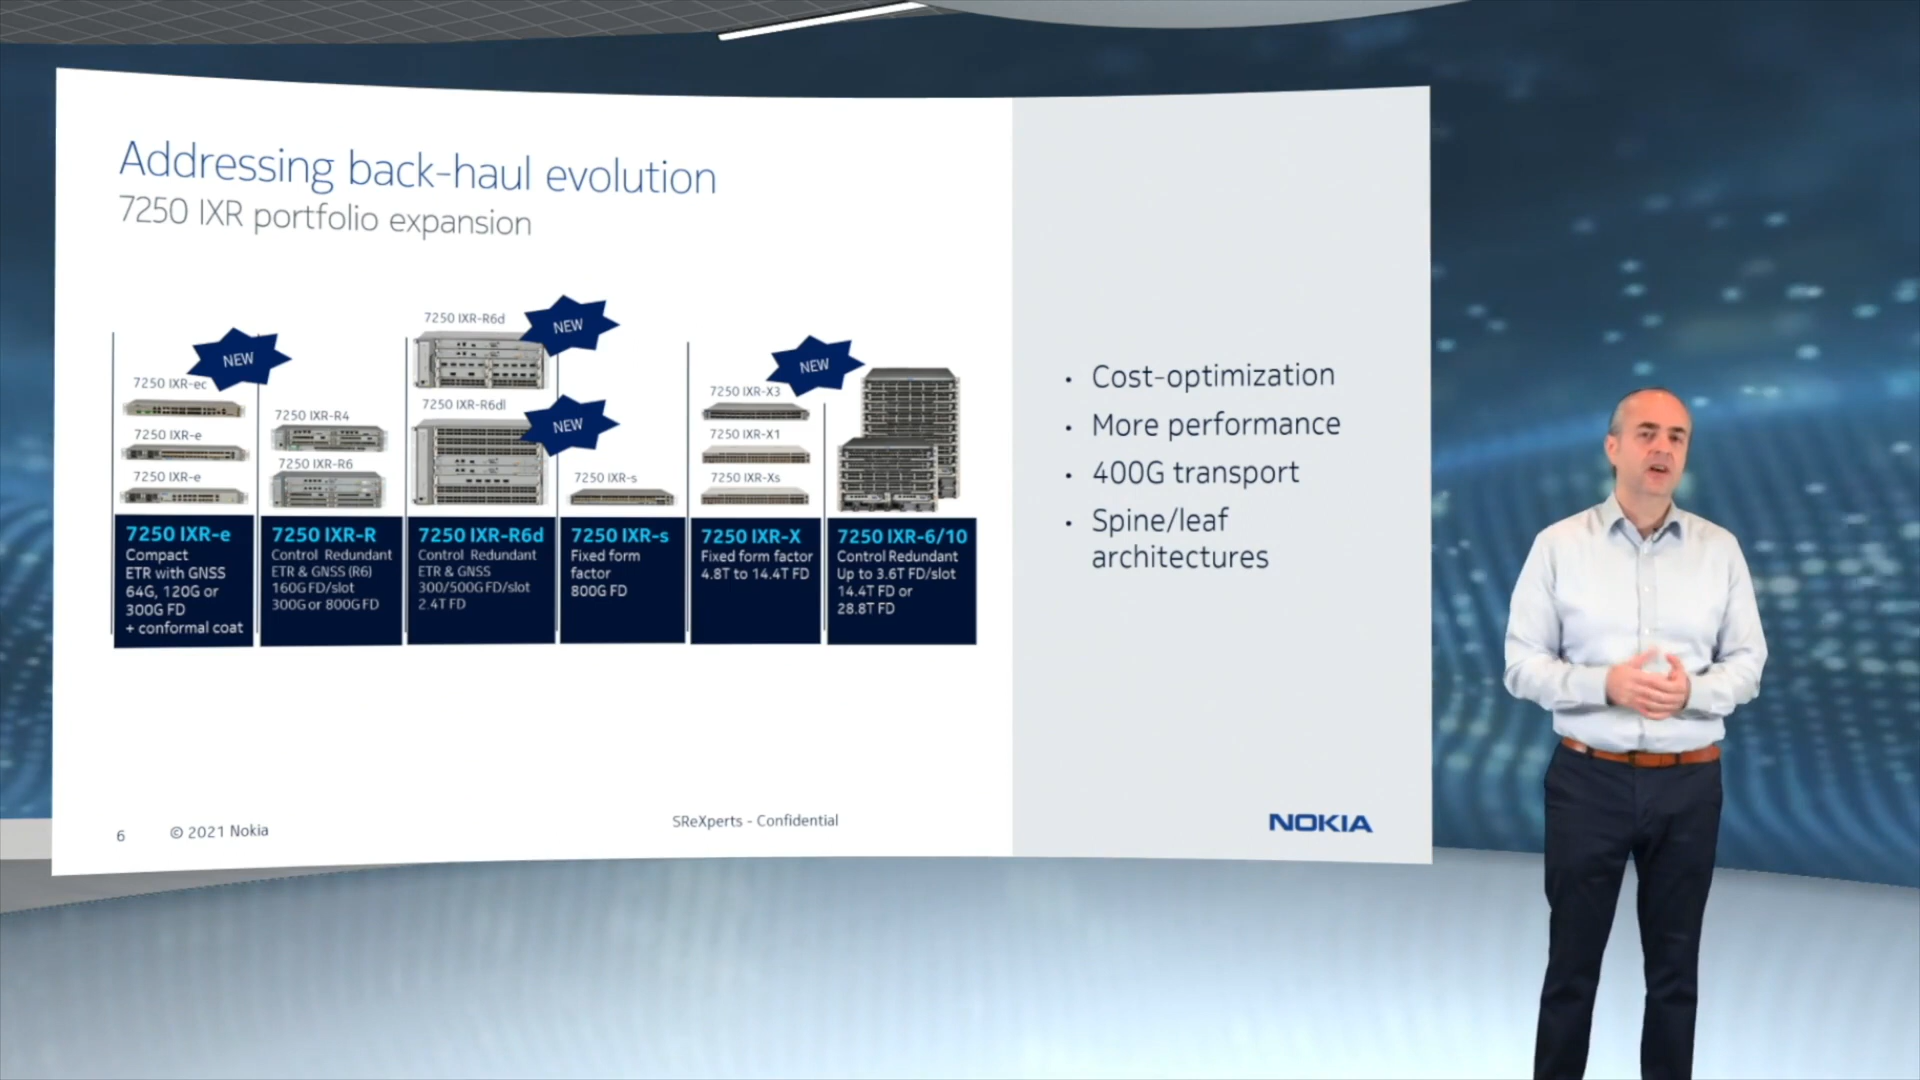 Addressing back-haul evolution
7250 IXR portfolio expansion
NEW
7250 IXR-ec
7250 IXR-e
7250 IXR-e
7250 IXR-e
Compact
ETR with GNSS
64G, 120G or
300G FD
+ conformal coat
7250 IXR-R4
7250 IXR-R6
7250 IXR-R
Control Redundant
ETR & GNSS (R6)
160G FD/slot
300G or 800G FD
7250 IXR-R6d
NEW
7250 IXR-R6dl
NEW
7250 IXR-R6d
Control Redundant
ETR & GNSS
300/500G FD/slot
2.4T FD
7250 IXR-s
7250 IXR-s
Fixed form
factor
800G FD
NEW
7250 IXR-X3
7250 IXR-X1
7250 IXR-Xs
7250 IXR-X
Fixed form factor
4.8T to 14.4T FD
7250 IXR-6/10
Control Redundant
Up to 3.6T FD/slot
14.4T FD or
28.8T FD
• Cost-optimization
• More performance
• 400G transport
• Spine/leaf
architectures
6
© 2021 Nokia
SReXperts - Confidential
NOKIA